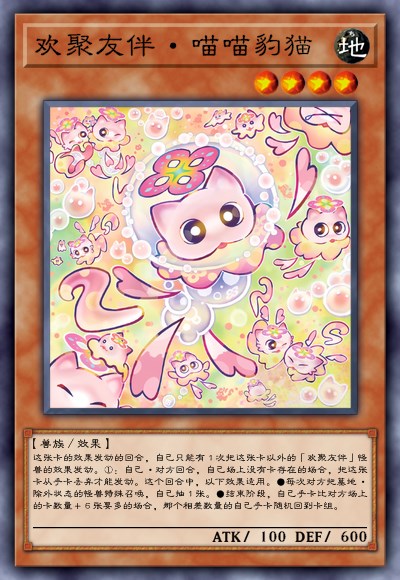 欢聚友伴・喵喵豹猫
地
【兽族／效果】
这张卡的效果发动的回合，自己只能有1次把这张卡以外的「欢聚友伴」怪
兽的效果发动。①：自己・对方回合，自己场上没有卡存在的场合，把这张
卡从手卡丢弃才能发动。这个回合中，以下效果适用。●每次对方把墓地・
除外状态的怪兽特殊召唤，自己抽1张。●结束阶段，自己手卡比对方场上
的卡数量＋6张要多的场合，那个相差数量的自己手卡随机回到卡组。
ATK/ 100 DEF/ 600